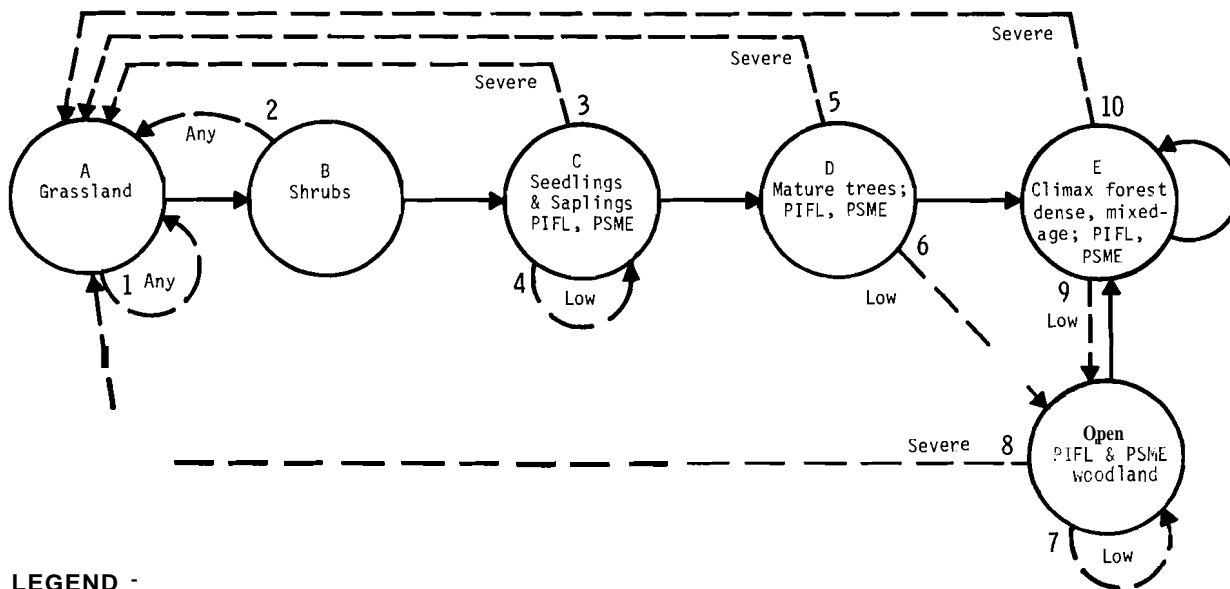 Severe
Severe
Severe
2
Any
3
5
10
A
Grassland
B
Shrubs
C
Seedlings
& Saplings
PIFL, PSME
D
Mature trees;
PIFL, PSME
E
Climax forest
dense, mixed-
age; PIFL,
PSME
1
Any
4
Low
6
Low
9
Low
Open
PIFL & PSME
woodland
Severe
8
7
Low
LEGEND -